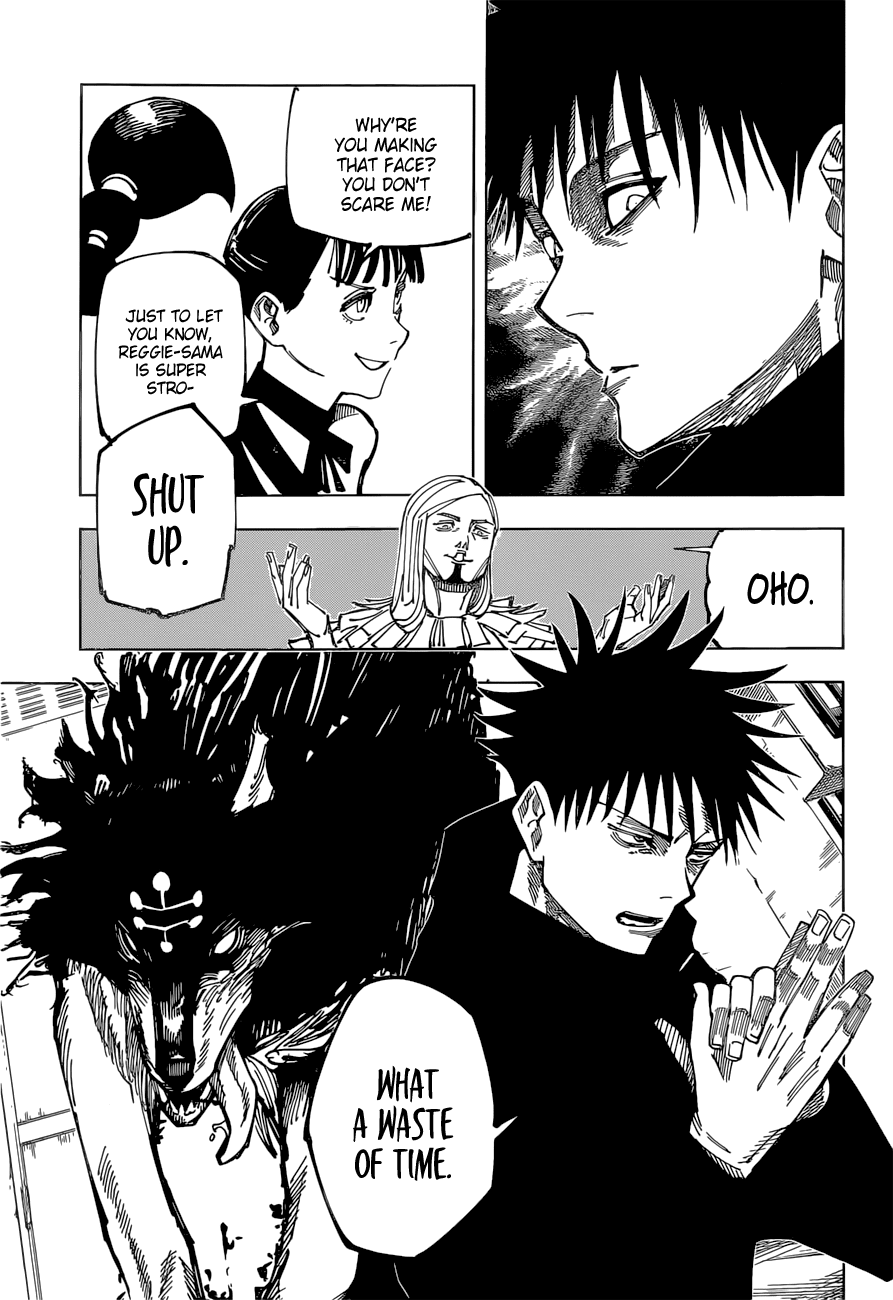 WHY'RE
YOU MAKING
THAT FACE?
YOU DON'T
SCARE ME!
JUST TO LET
YOU KNOW,
REGGIE-SAMA
IS SUPER
STRO-
SHUT
UP.
OHO.
WHAT
A WASTE
OF TIME.